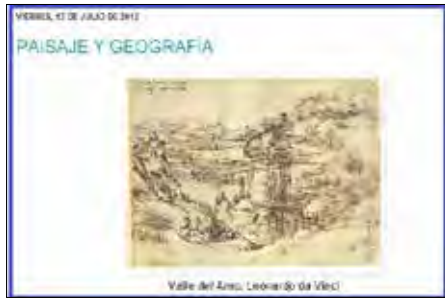 VIERNES, 13 DE JULIO DE 2012
PAISAJE Y GEOGRAFÍA
Valle del Arno, Leonardo da Vinci